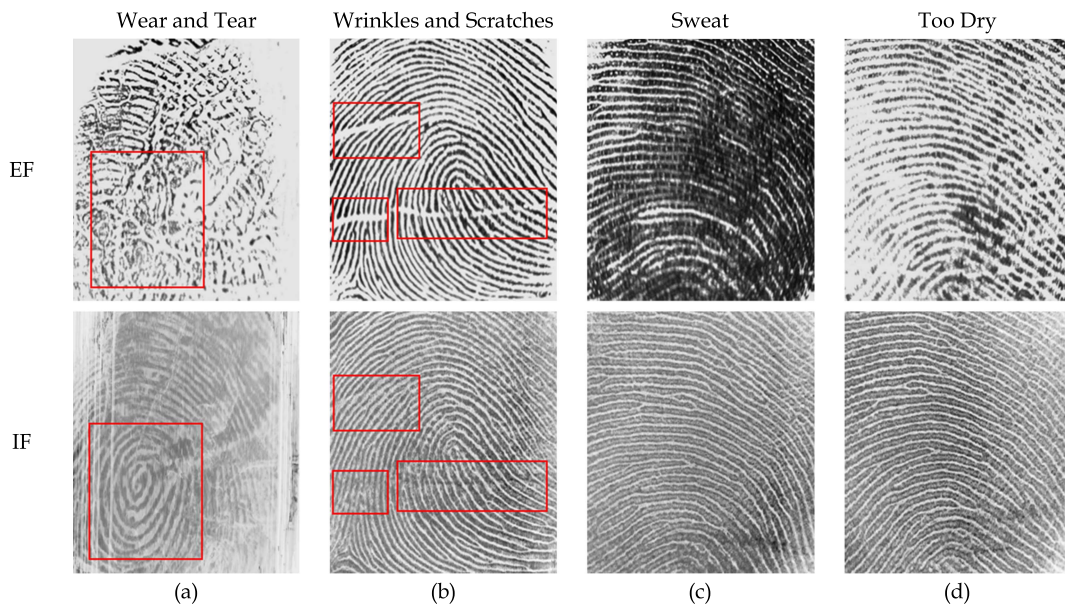 Wear and Tear
Wrinkles and Scratches
Sweat
Too Dry
EF
IF
(a)
(b)
(c)
(d)